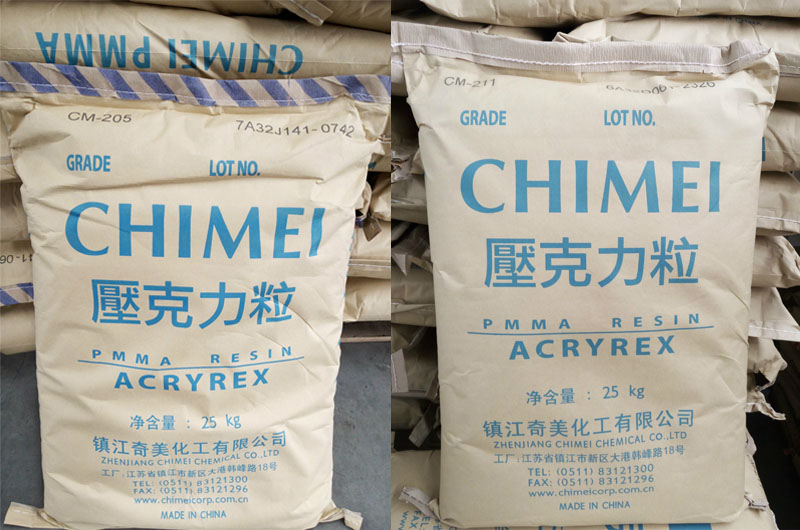 CHIMEI PMMA
CM-205
7A32J141-0742
GRADE LOT NO.
CHIMEI
壓克力粒
PMMA RESIN
ACRYREX
净含量 : 25 kg
镇江奇美化工有限公司
ZHENJIANG CHIMEI CHEMICAL CO.,LTD
工厂 : 江苏省镇江市新区大港韩峰路18号
TEL: (0511) 83121300
FAX: (0511) 83121296
www.chimeicorp.com.cn
MADE IN CHINA
CM-211
GRADE LOT NO.
CHIMEI
壓克力粒
PMMA RESIN
ACRYREX
净含量 : 25 kg
镇江奇美化工有限公司
ZHENJIANG CHIMEI CHEMICAL CO.,LTD
工厂 : 江苏省镇江市新区大港韩峰路18号
TEL: (0511) 83121300
FAX: (0511) 83121296
www.chimeicorp.com.cn
MADE IN CHINA